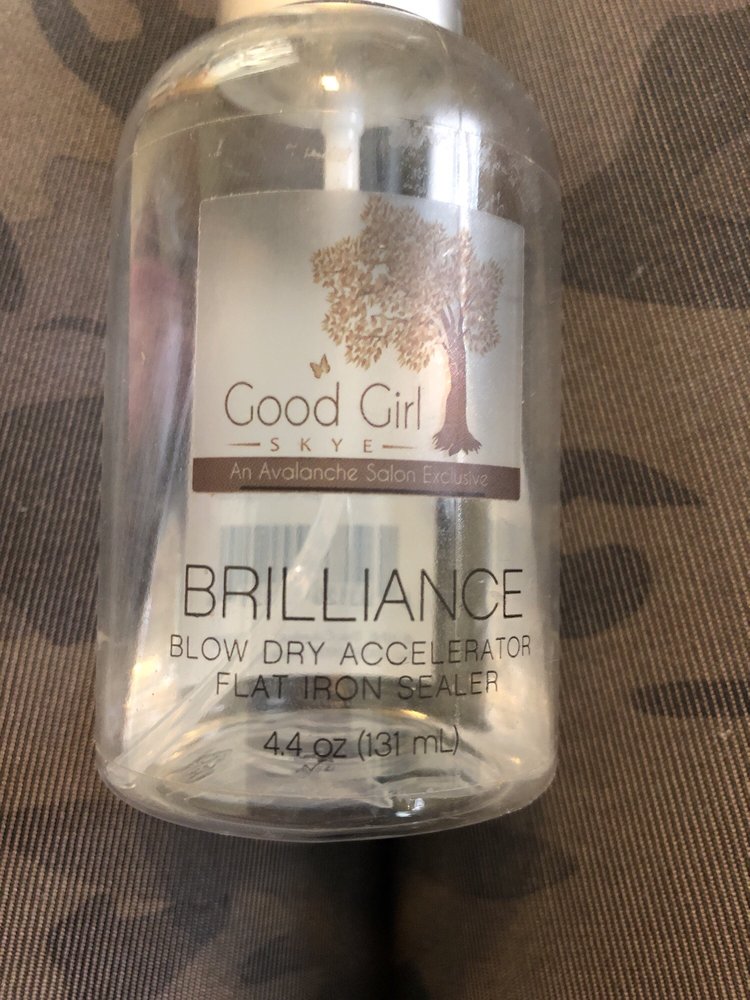 Good Girl
SKYE
An Avalanche Salon Exclusive
BRILLIANCE
BLOW DRY ACCELERATOR
FLAT IRON SEALER
4.4 oz (131 mL)